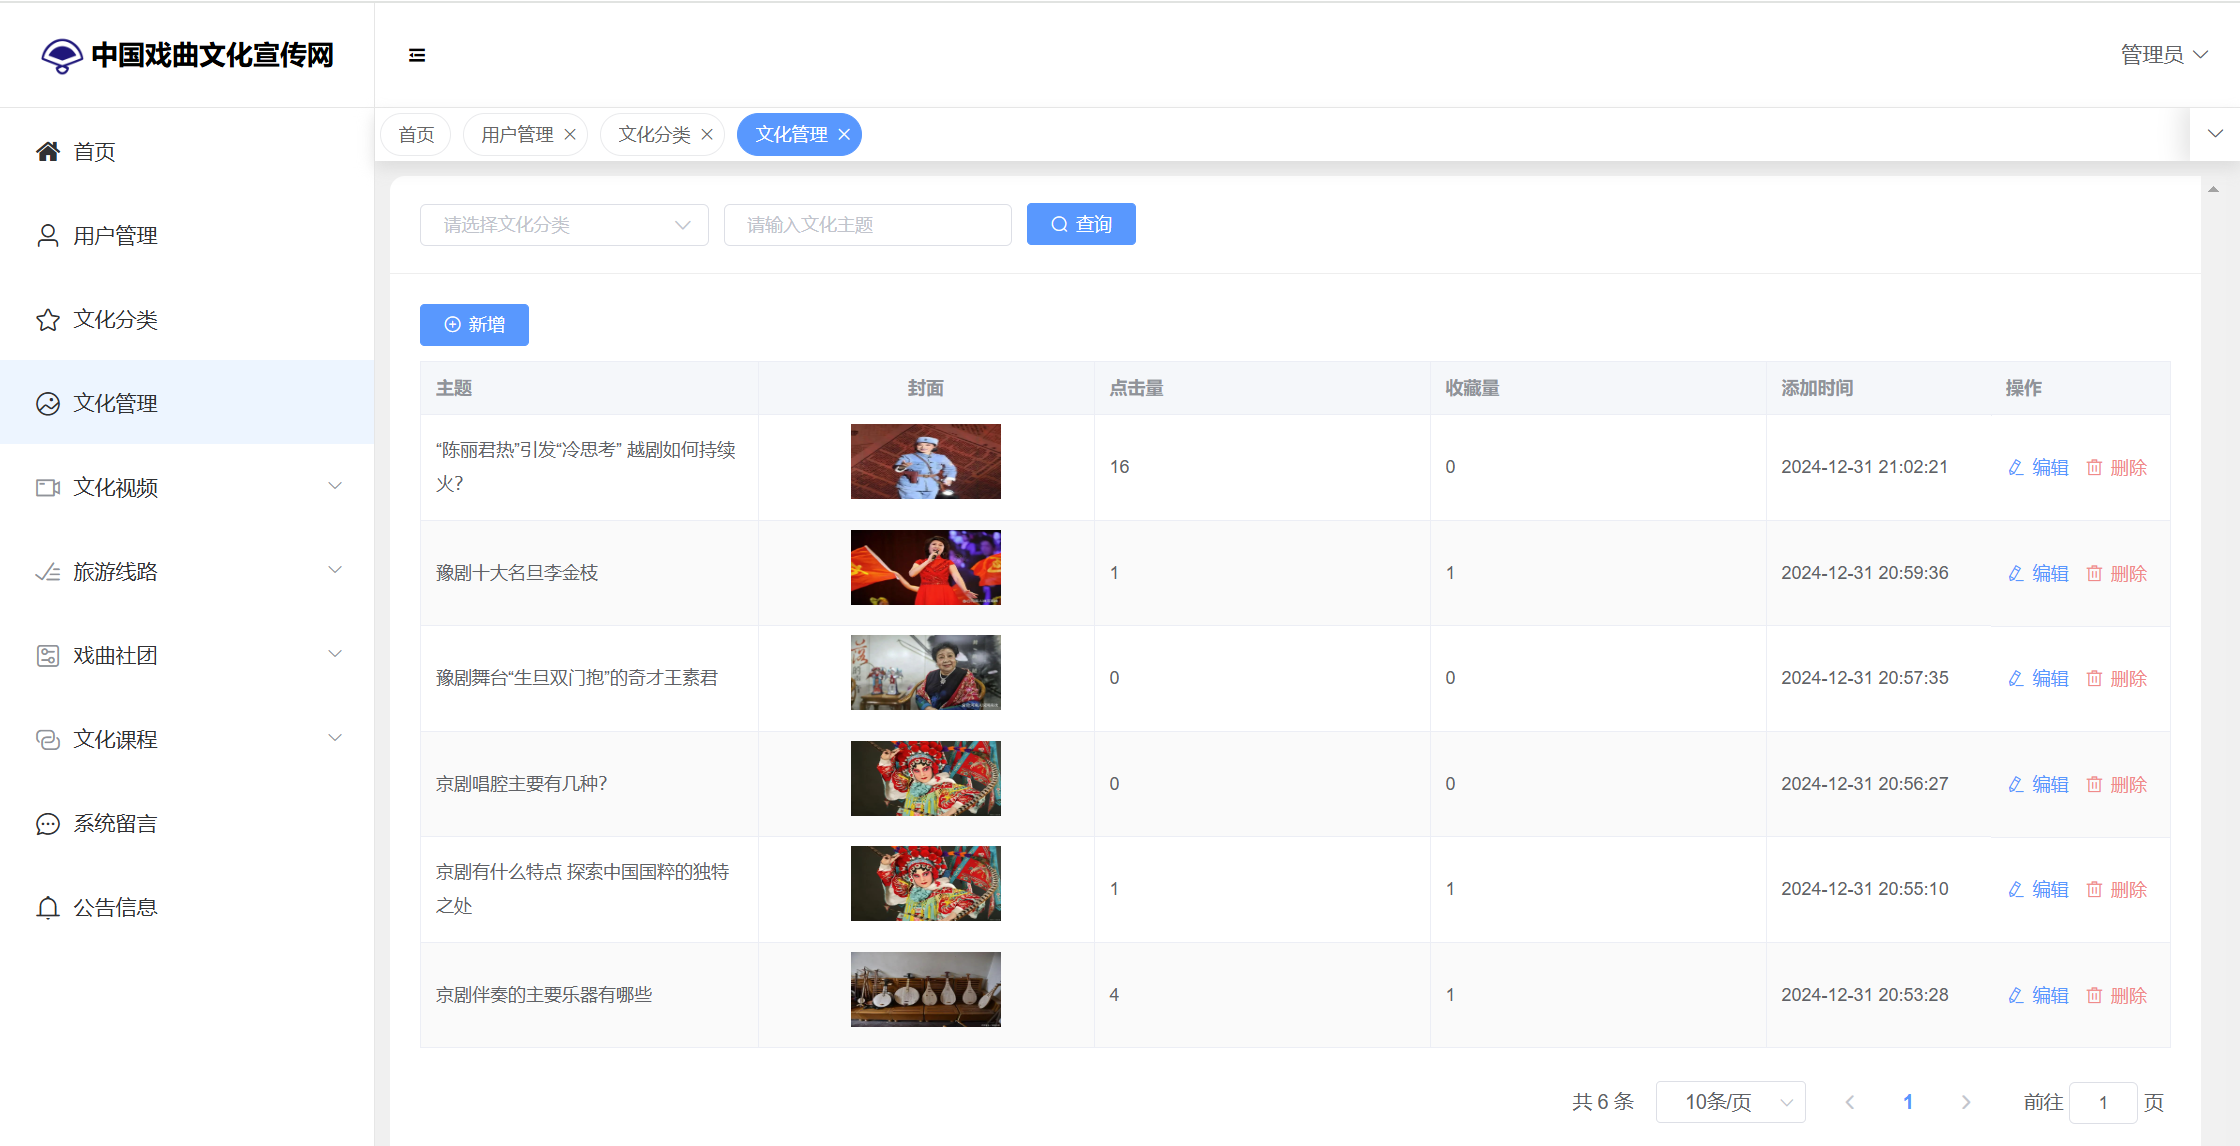 中国戏曲文化宣传网
管理员
首页
用户管理
文化分类
文化管理
文化视频
旅游线路
戏曲社团
文化课程
系统留言
公告信息
首页 用户管理 文化分类 文化管理
请选择文化分类 请输入文化主题 查询
新增
主题 封面 点击量 收藏量 添加时间 操作
“陈丽君热”引发“冷思考” 越剧如何持续
火?
16 0 2024-12-31 21:02:21 编辑 删除
豫剧十大名旦李金枝 1 1 2024-12-31 20:59:36 编辑 删除
豫剧舞台“生旦双门抱”的奇才王素君 0 0 2024-12-31 20:57:35 编辑 删除
京剧唱腔主要有几种? 0 0 2024-12-31 20:56:27 编辑 删除
京剧有什么特点 探索中国国粹的独特
之处
1 1 2024-12-31 20:55:10 编辑 删除
京剧伴奏的主要乐器有哪些 4 1 2024-12-31 20:53:28 编辑 删除
共 6 条 10条/页 1 前往 1 页